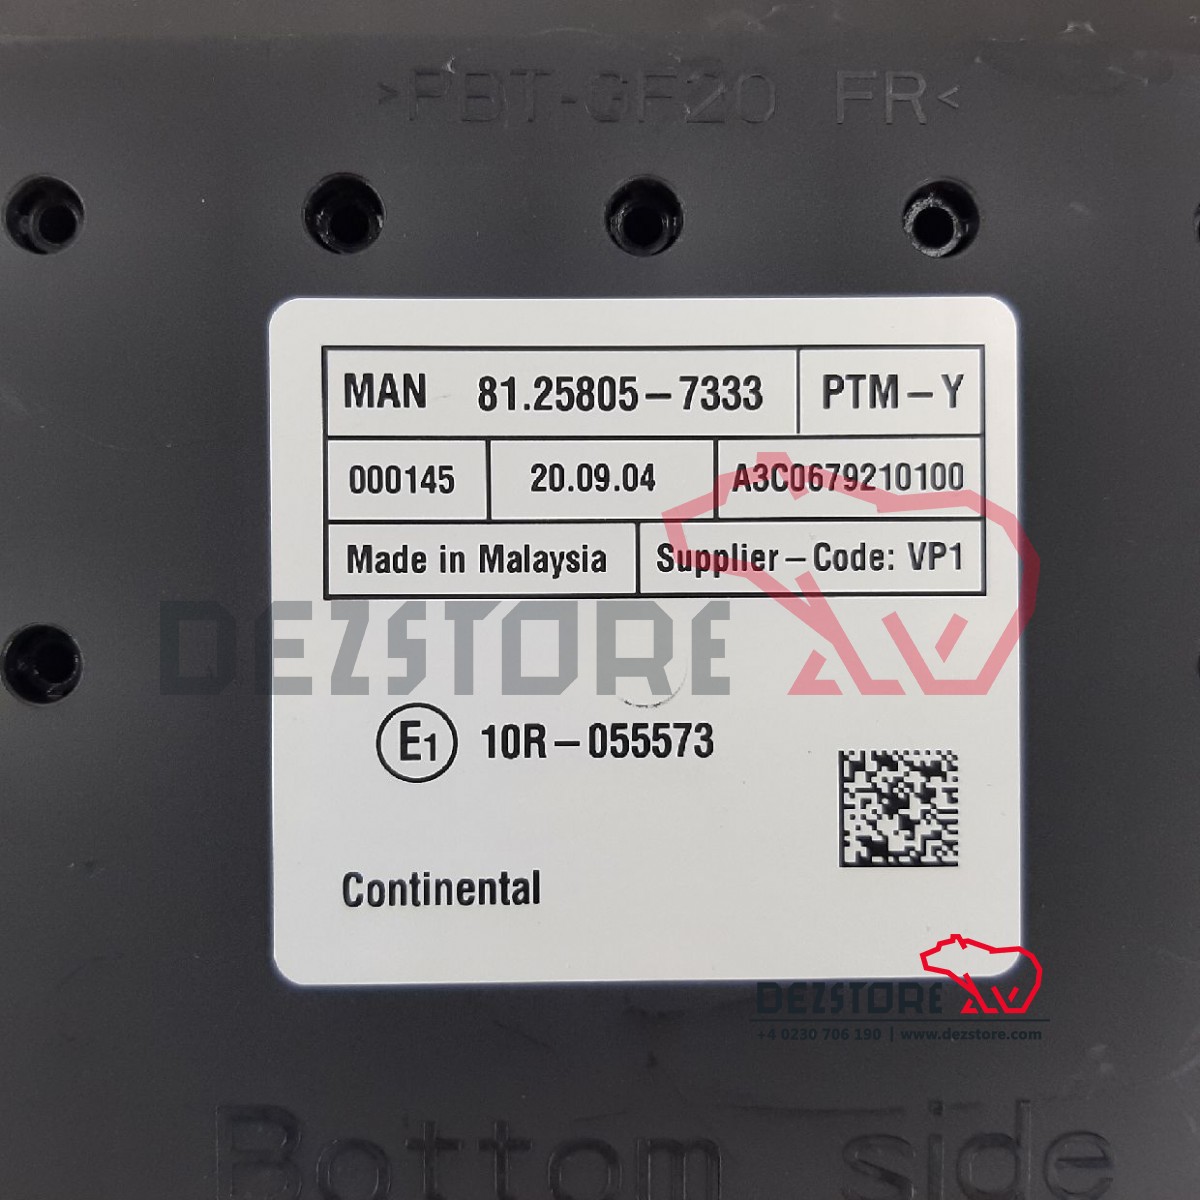 >PBT-GF20 FR<
MAN 81.25805-7333 PTM-Y
000145 20.09.04 A3C0679210100
Made in Malaysia Supplier-Code: VP1
DEZSTORE
E1 10R-055573
Continental
DEZSTORE
+4 0230 706 190 | www.dezstore.com
Bottom side